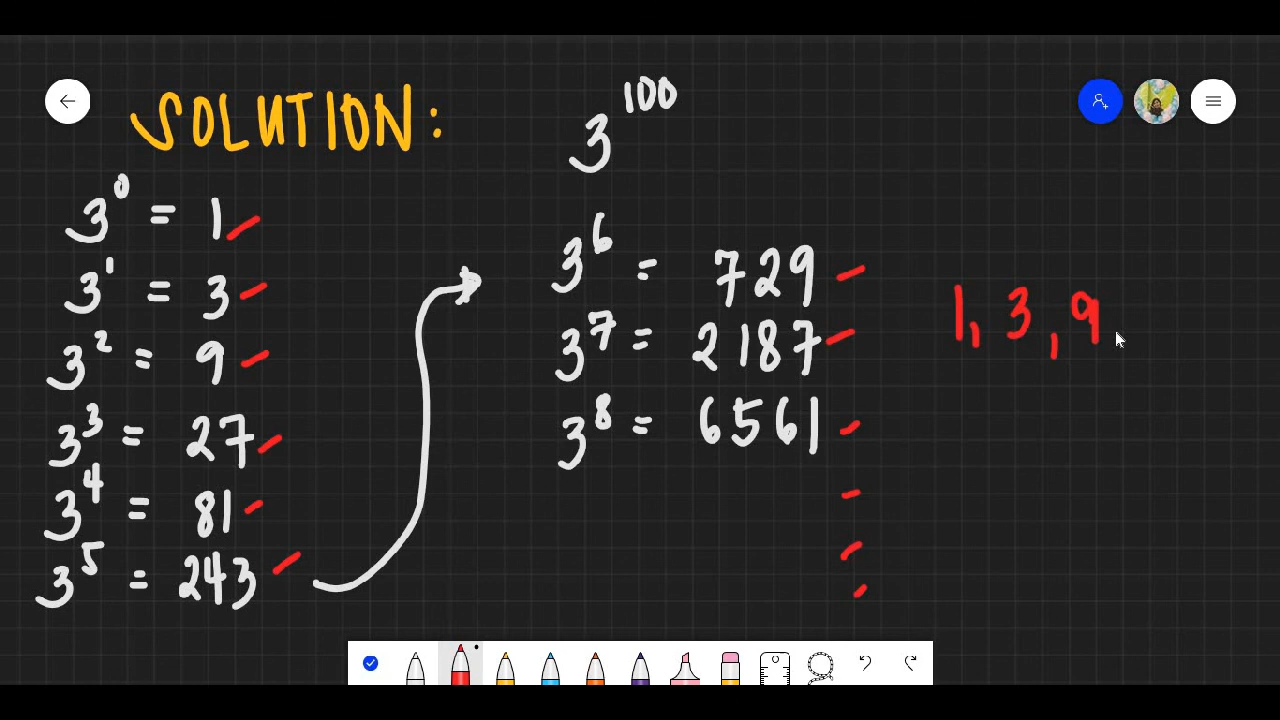 SOLUTION:
3^0 = 1
3^1 = 3
3^2 = 9
3^3 = 27
3^4 = 81
3^5 = 243
3^100
3^6 = 729
3^7 = 2187
3^8 = 6561
1, 3, 9